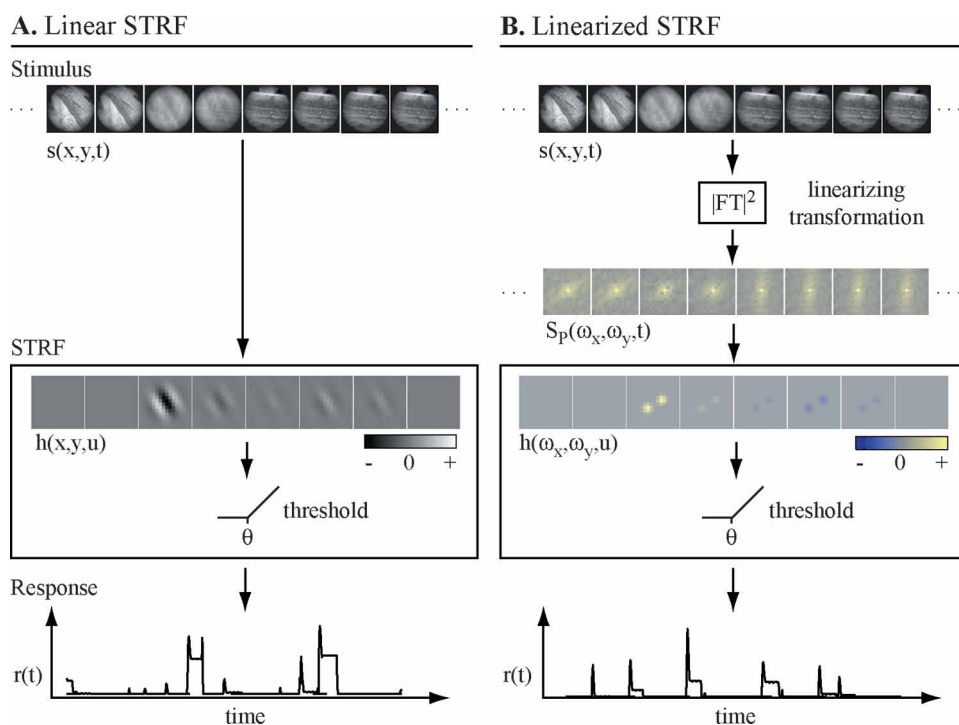 A. Linear STRF
Stimulus
. . . . . .
s(x,y,t)
STRF
h(x,y,u)
- 0 +
threshold
θ
Response
r(t)
time
B. Linearized STRF
. . . . . .
s(x,y,t)
|FT|²
linearizing
transformation
. . . . . .
S_P(ω_x,ω_y,t)
h(ω_x,ω_y,u)
- 0 +
threshold
θ
r(t)
time